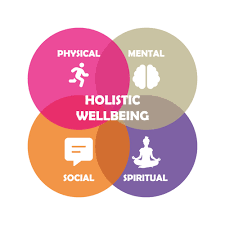 PHYSICAL
MENTAL
HOLISTIC
WELLBEING
SOCIAL
SPIRITUAL